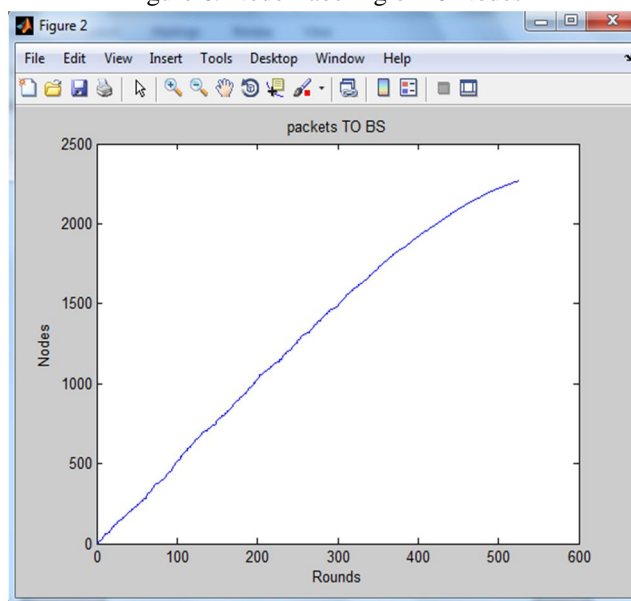 Figure 2
File Edit View Insert Tools Desktop Window Help
packets TO BS
2500
2000
1500
1000
500
0
Nodes
0 100 200 300 400 500 600
Rounds